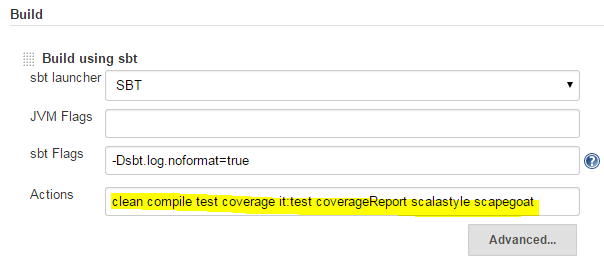 Build
Build using sbt
sbt launcher SBT
JVM Flags
sbt Flags -Dsbt.log.noformat=true
Actions clean compile test coverage it:test coverageReport scalastyle scapegoat
Advanced...